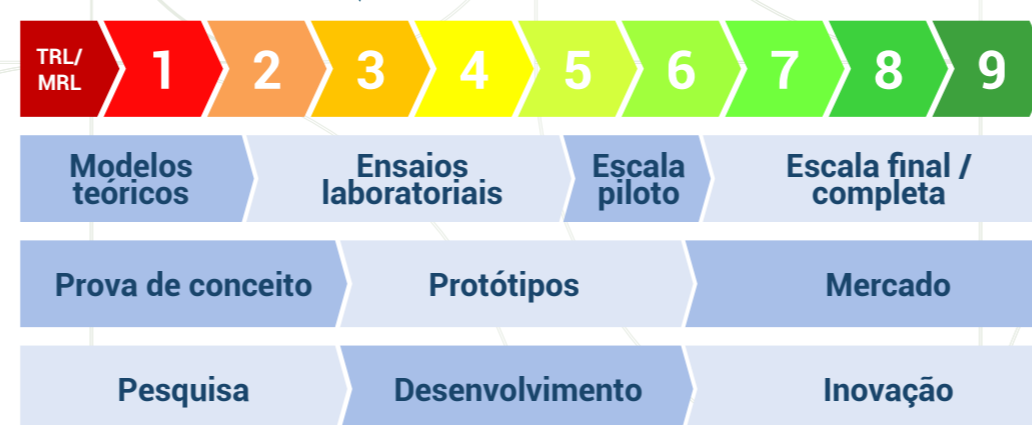 TRL/
MRL
1 2 3 4 5 6 7 8 9
Modelos
teóricos
Ensaios
laboratoriais
Escala
piloto
Escala final /
completa
Prova de conceito
Protótipos
Mercado
Pesquisa
Desenvolvimento
Inovação